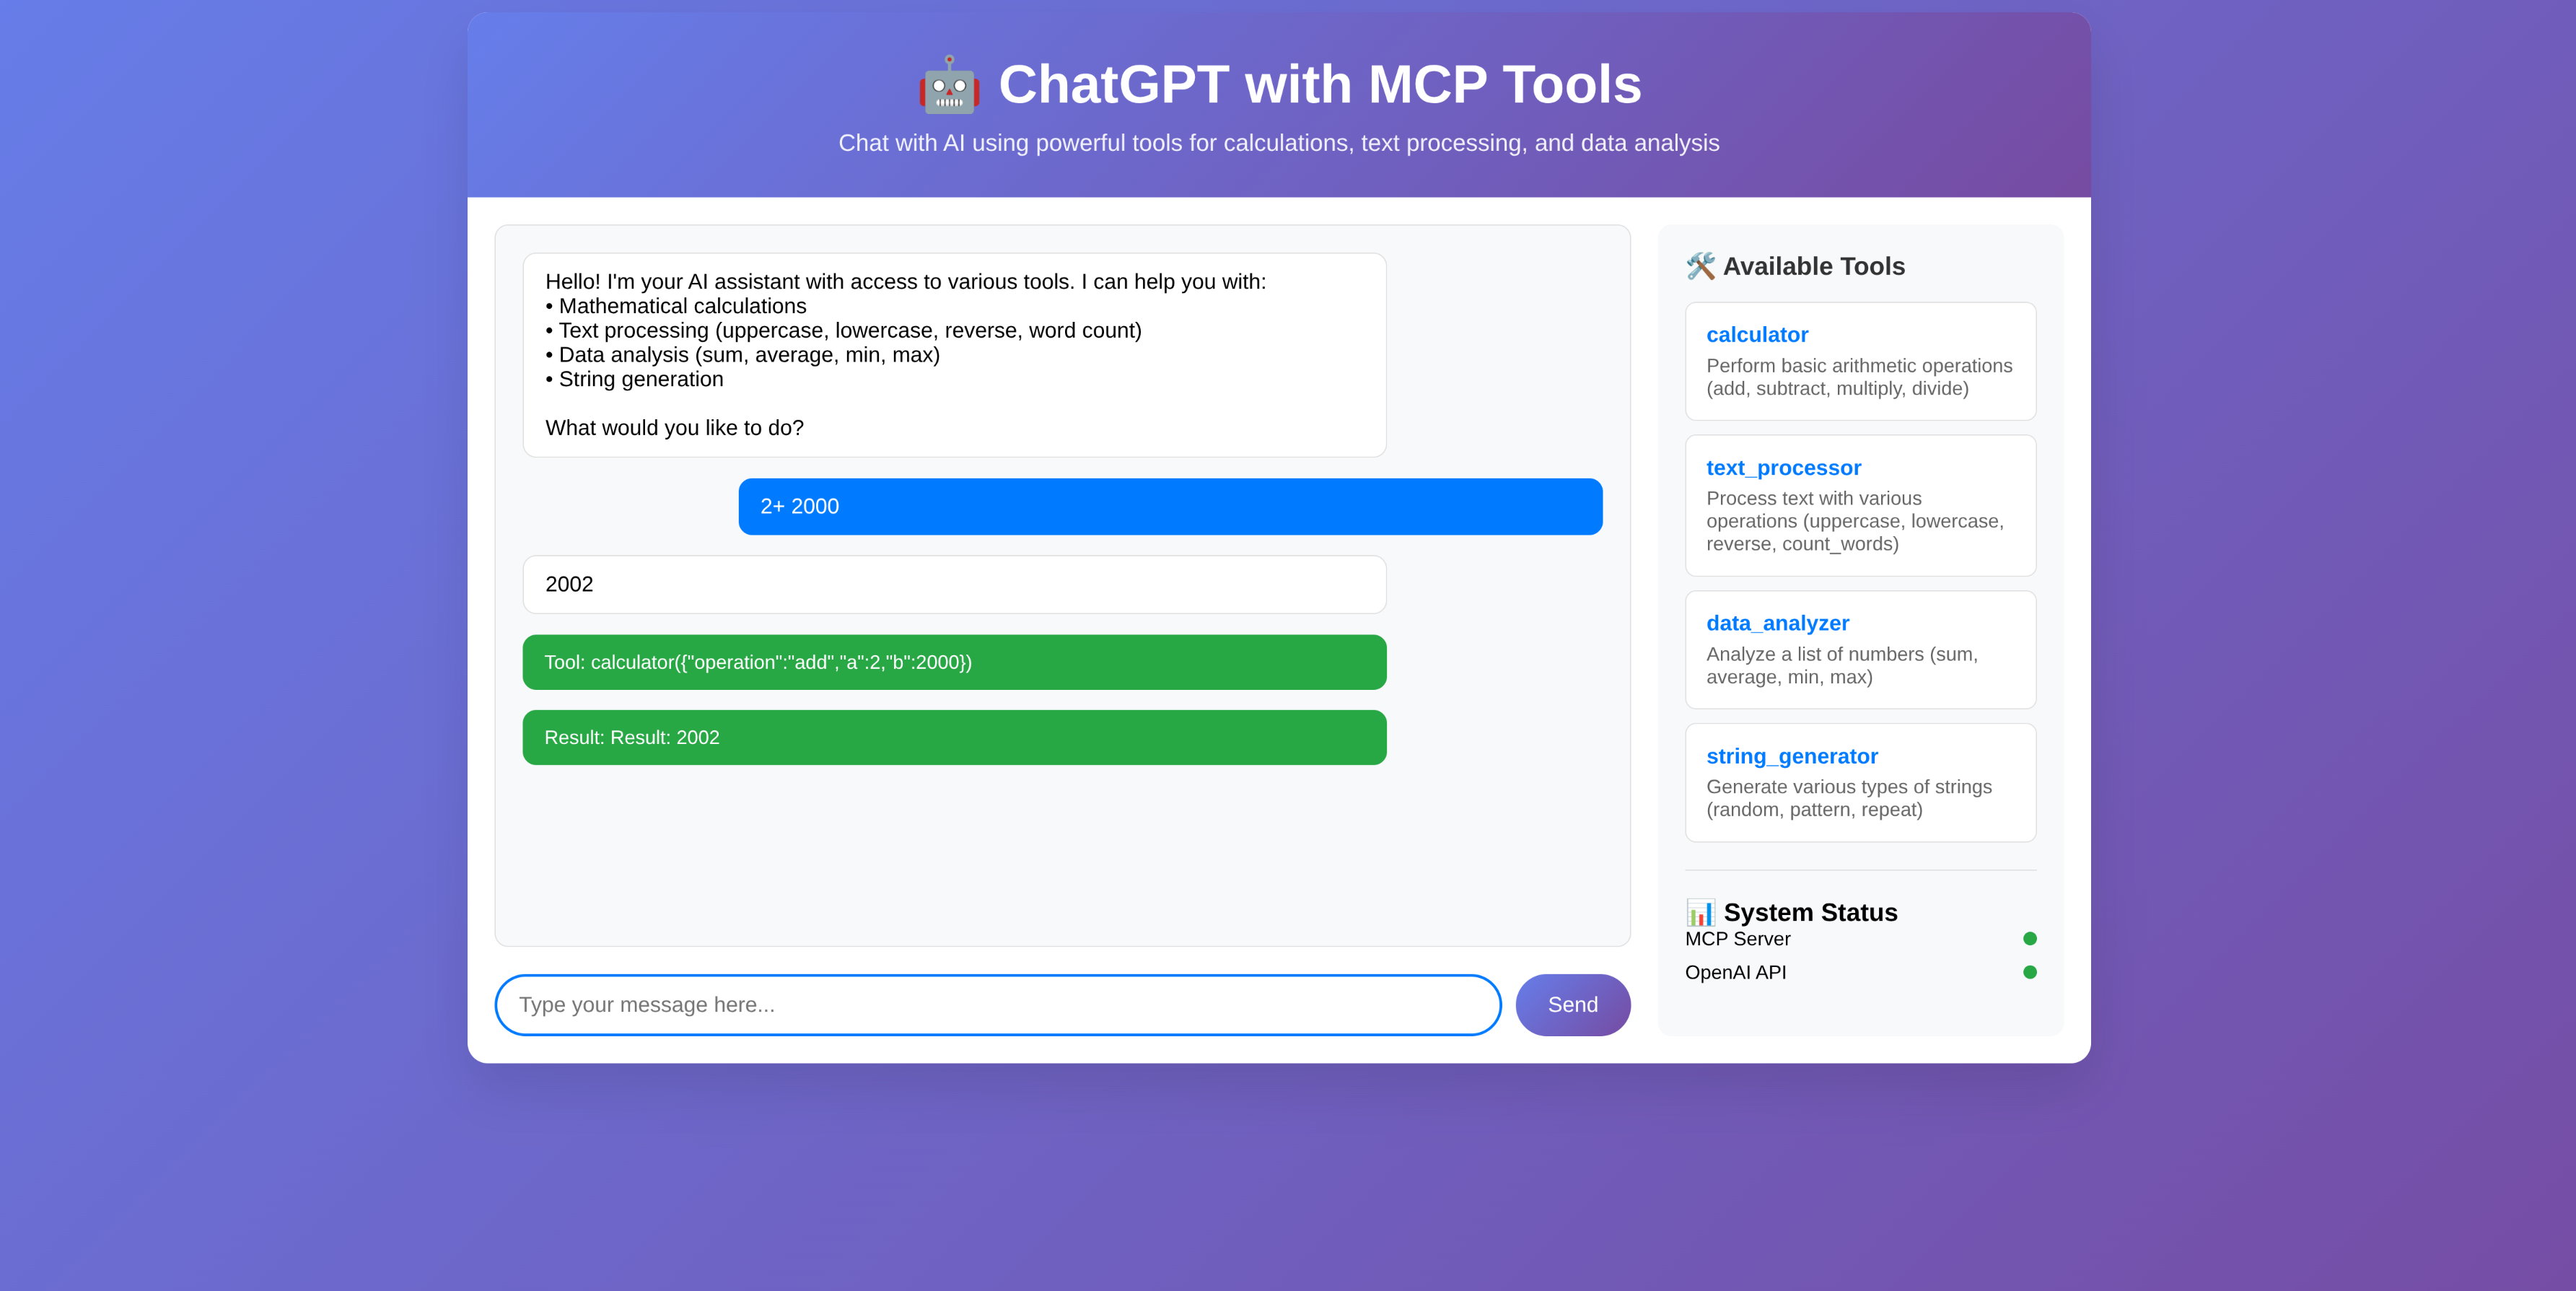 🤖 ChatGPT with MCP Tools
Chat with AI using powerful tools for calculations, text processing, and data analysis
Hello! I'm your AI assistant with access to various tools. I can help you with:
• Mathematical calculations
• Text processing (uppercase, lowercase, reverse, word count)
• Data analysis (sum, average, min, max)
• String generation
What would you like to do?
2+ 2000
2002
Tool: calculator({"operation":"add","a":2,"b":2000})
Result: Result: 2002
Type your message here...
Send
🛠️ Available Tools
calculator
Perform basic arithmetic operations
(add, subtract, multiply, divide)
text_processor
Process text with various
operations (uppercase, lowercase,
reverse, count_words)
data_analyzer
Analyze a list of numbers (sum,
average, min, max)
string_generator
Generate various types of strings
(random, pattern, repeat)
📊 System Status
MCP Server
OpenAI API